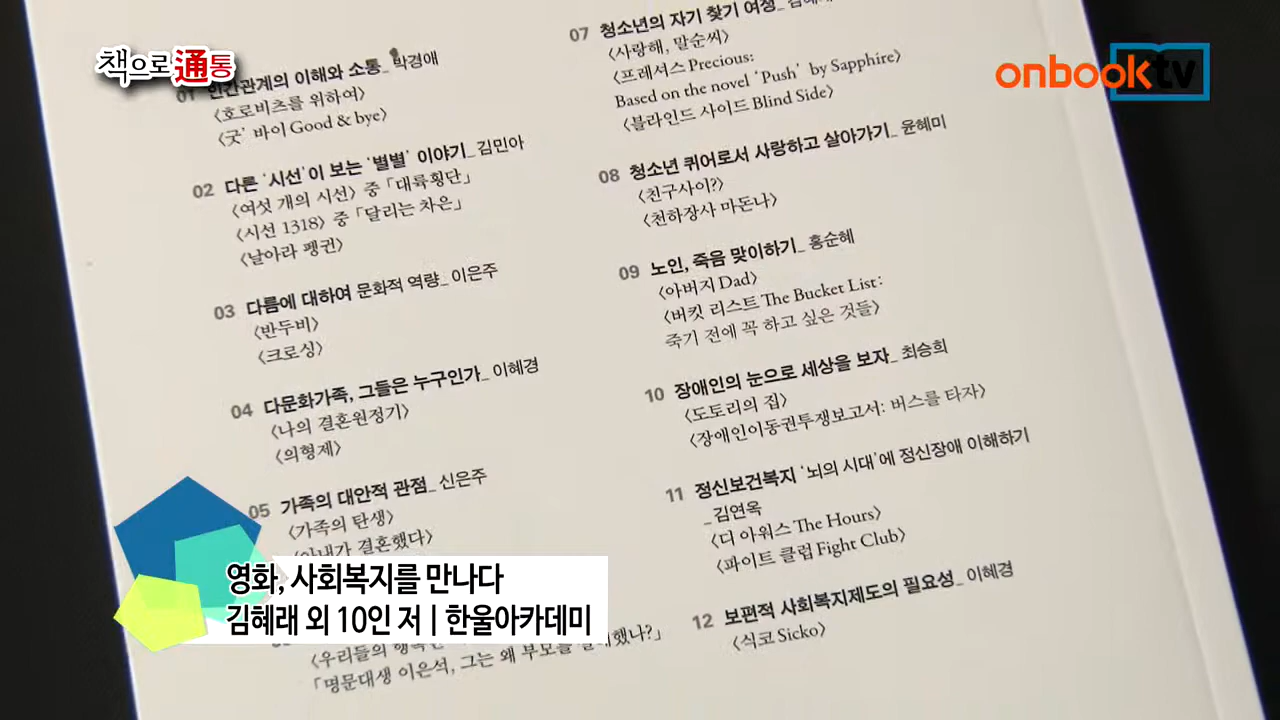 책으로 通통
onbook tv
01 인간관계의 이해와 소통_ 박경애
〈호로비츠를 위하여〉
〈굿’ 바이 Good & bye〉
02 다른 ‘시선’이 보는 ‘별별’ 이야기_ 김민아
〈여섯 개의 시선〉 중 「대륙횡단」
〈시선 1318〉 중 「달리는 차은」
〈날아라 펭귄〉
03 다름에 대하여 문화적 역량_ 이은주
〈반두비〉
〈크로싱〉
04 다문화가족, 그들은 누구인가_ 이혜경
〈나의 결혼원정기〉
〈의형제〉
05 가족의 대안적 관점_ 신은주
〈가족의 탄생〉
〈아내가 결혼했다〉
〈우리들의 행복
「명문대생 이은석, 그는 왜 부모를 했나?」
07 청소년의 자기 찾기 여정_
〈사랑해, 말순씨〉
〈프레셔스 Precious:
Based on the novel ‘Push’ by Sapphire〉
〈블라인드 사이드 Blind Side〉
08 청소년 퀴어로서 사랑하고 살아가기_ 윤혜미
〈친구사이?〉
〈천하장사 마돈나〉
09 노인, 죽음 맞이하기_ 홍순혜
〈아버지 Dad〉
〈버킷 리스트 The Bucket List:
죽기 전에 꼭 하고 싶은 것들〉
10 장애인의 눈으로 세상을 보자_ 최승희
〈도토리의 집〉
〈장애인이동권투쟁보고서: 버스를 타자〉
11 정신보건복지 ‘뇌의 시대’에 정신장애 이해하기
_ 김연옥
〈디 아워스 The Hours〉
〈파이트 클럽 Fight Club〉
12 보편적 사회복지제도의 필요성_ 이혜경
〈식코 Sicko〉
영화, 사회복지를 만나다
김혜래 외 10인 저 | 한울아카데미